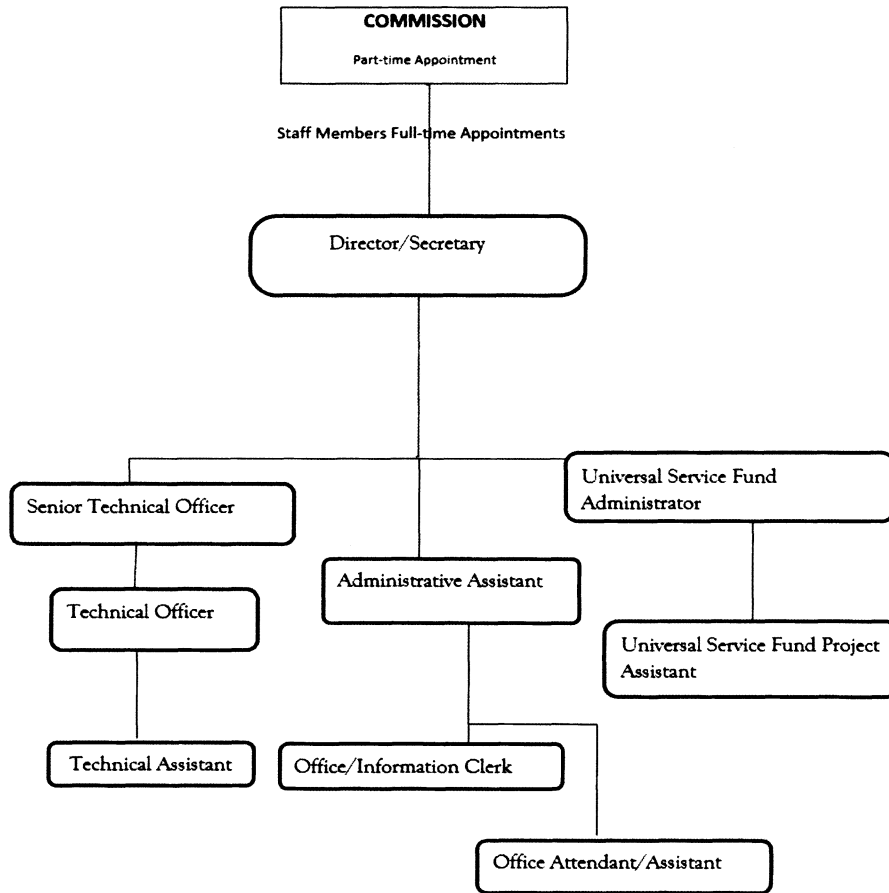 COMMISSION
Part-time Appointment
Staff Members Full-time Appointments
Director/Secretary
Senior Technical Officer
Universal Service Fund
Administrator
Administrative Assistant
Technical Officer
Universal Service Fund Project
Assistant
Technical Assistant
Office/Information Clerk
Office Attendant/Assistant